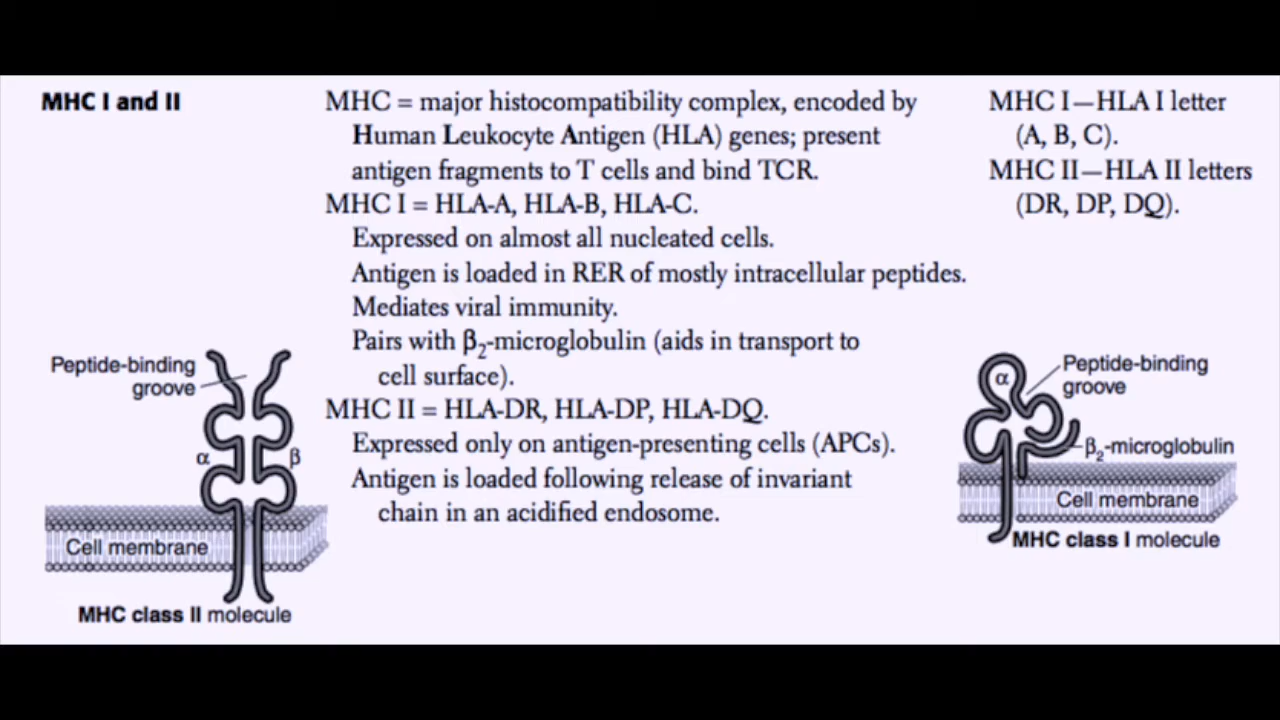 MHC I and II
MHC = major histocompatibility complex, encoded by
Human Leukocyte Antigen (HLA) genes; present
antigen fragments to T cells and bind TCR.
MHC I = HLA-A, HLA-B, HLA-C.
Expressed on almost all nucleated cells.
Antigen is loaded in RER of mostly intracellular peptides.
Mediates viral immunity.
Pairs with β₂-microglobulin (aids in transport to
cell surface).
MHC II = HLA-DR, HLA-DP, HLA-DQ.
Expressed only on antigen-presenting cells (APCs).
Antigen is loaded following release of invariant
chain in an acidified endosome.
MHC I—HLA I letter
(A, B, C).
MHC II—HLA II letters
(DR, DP, DQ).
Peptide-binding
groove
α
β
Cell membrane
MHC class II molecule
α
Peptide-binding
groove
β₂-microglobulin
Cell membrane
MHC class I molecule